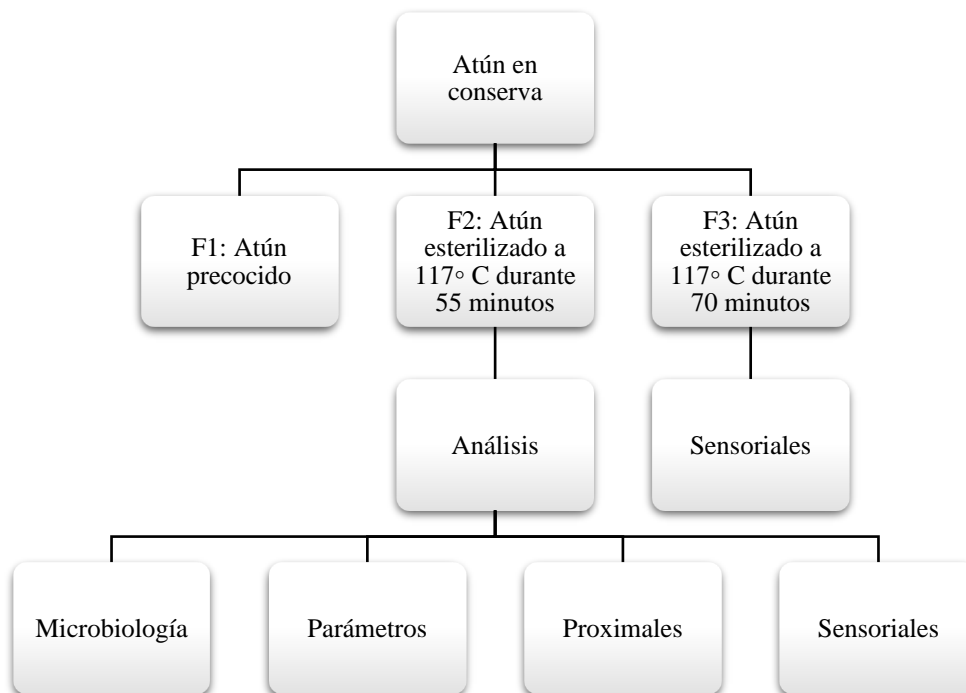 Atún en
conserva
F1: Atún
precocido
F2: Atún
esterilizado a
117◦ C durante
55 minutos
F3: Atún
esterilizado a
117◦ C durante
70 minutos
Análisis
Sensoriales
Microbiología
Parámetros
Proximales
Sensoriales